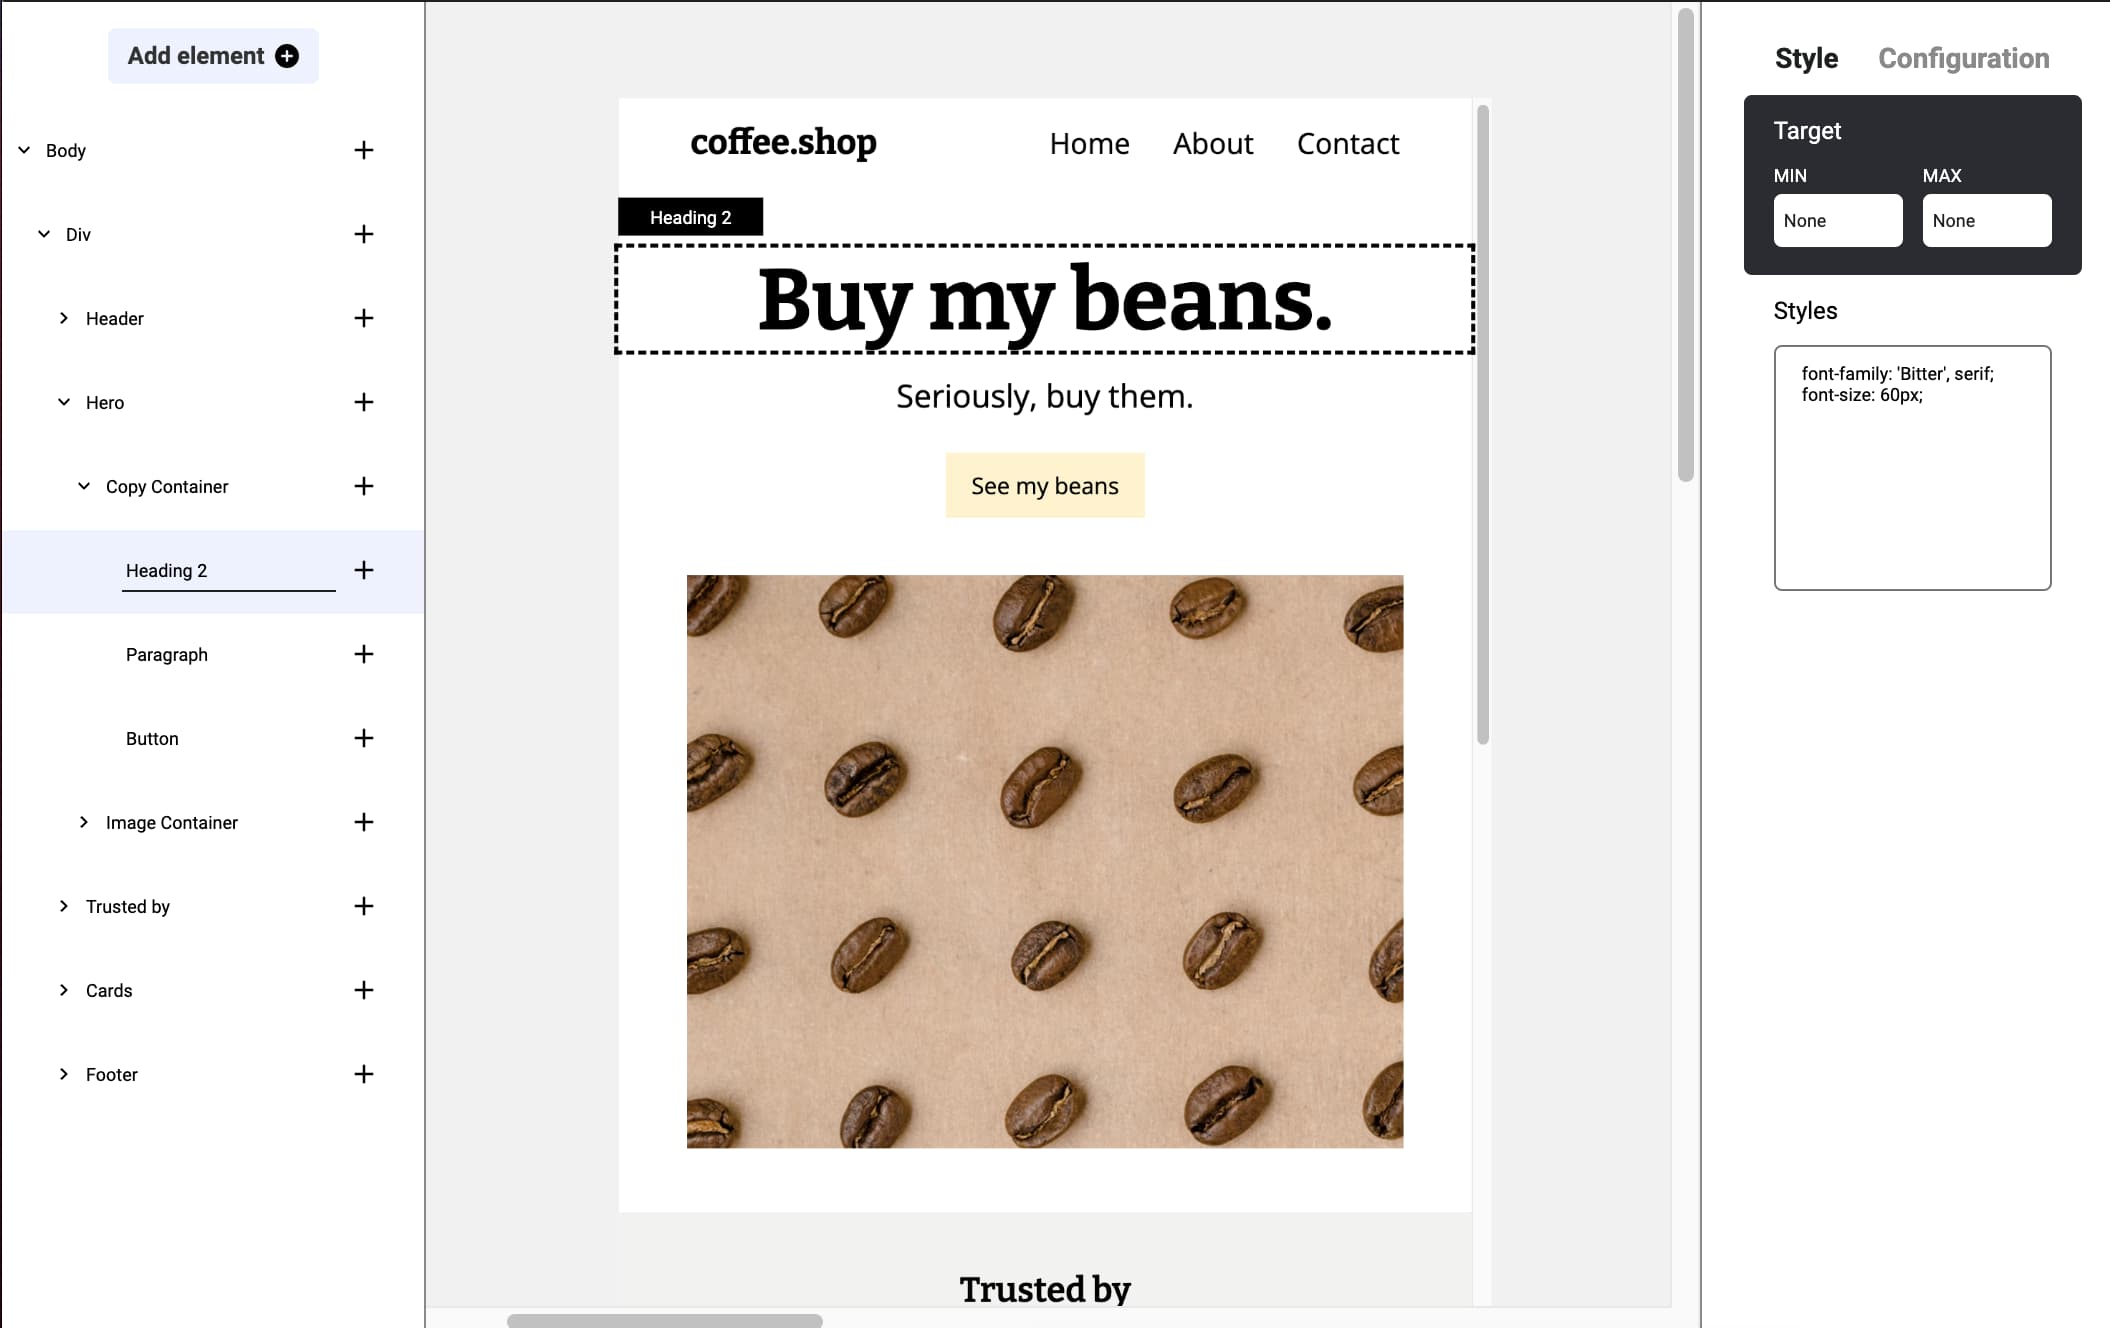 Add element
Body
Div
Header
Hero
Copy Container
Heading 2
Paragraph
Button
Image Container
Trusted by
Cards
Footer
coffee.shop
Home About Contact
Heading 2
Buy my beans.
Seriously, buy them.
See my beans
Trusted by
Style Configuration
Target
MIN MAX
None None
Styles
font-family: 'Bitter', serif;
font-size: 60px;